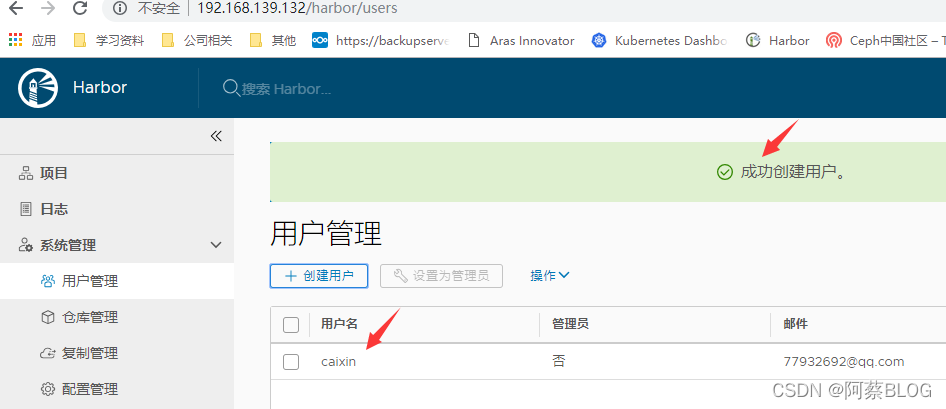 不安全 192.168.139.132/harbor/users
应用 学习资料 公司相关 其他 https://backupserve Aras Innovator Kubernetes Dashbo Harbor Ceph中国社区 – T
Harbor 搜索 Harbor...
项目
日志
系统管理
用户管理
仓库管理
复制管理
配置管理
成功创建用户。
用户管理
创建用户 设置为管理员 操作
用户名 管理员 邮件
caixin 否 77932692@qq.com
CSDN @阿蔡BLOG